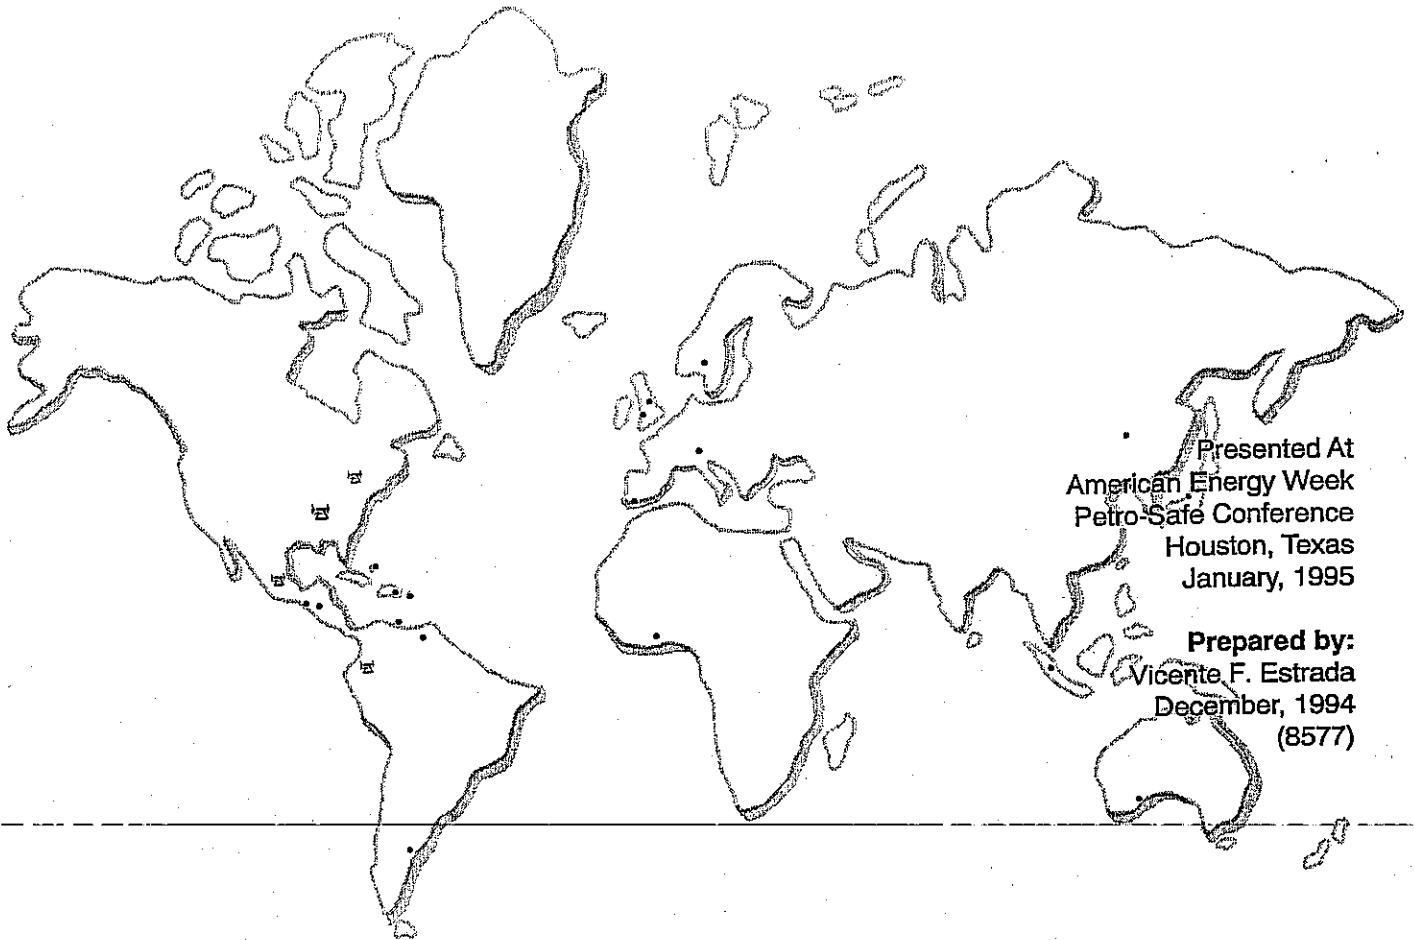 Presented At
American Energy Week
Petro-Safe Conference
Houston, Texas
January, 1995
Prepared by:
Vicente F. Estrada
December, 1994
(8577)